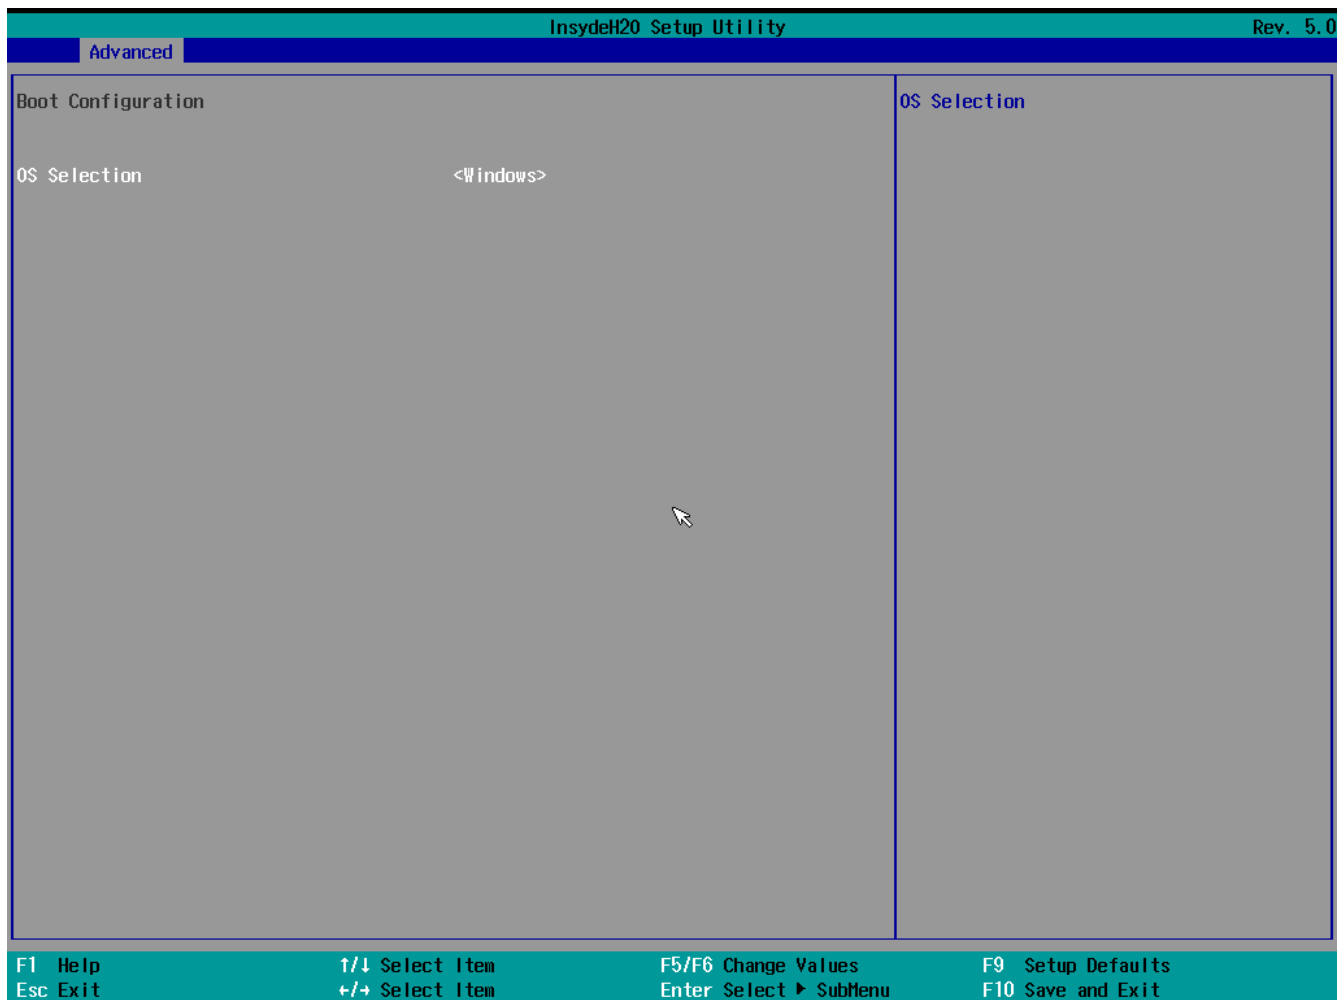 InsydeH20 Setup Utility Rev. 5.0
Advanced
Boot Configuration
OS Selection <Windows>
OS Selection
F1 Help ↑/↓ Select Item F5/F6 Change Values F9 Setup Defaults
Esc Exit ←/→ Select Item Enter Select ▶ SubMenu F10 Save and Exit